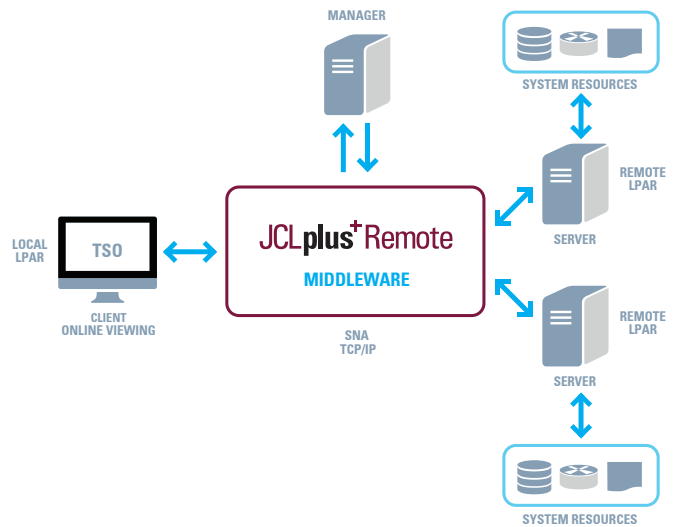 MANAGER
SYSTEM RESOURCES
REMOTE
LPAR
SERVER
LOCAL
LPAR
TSO
CLIENT
ONLINE VIEWING
JCLplus+ Remote
MIDDLEWARE
SNA
TCP/IP
REMOTE
LPAR
SERVER
SYSTEM RESOURCES